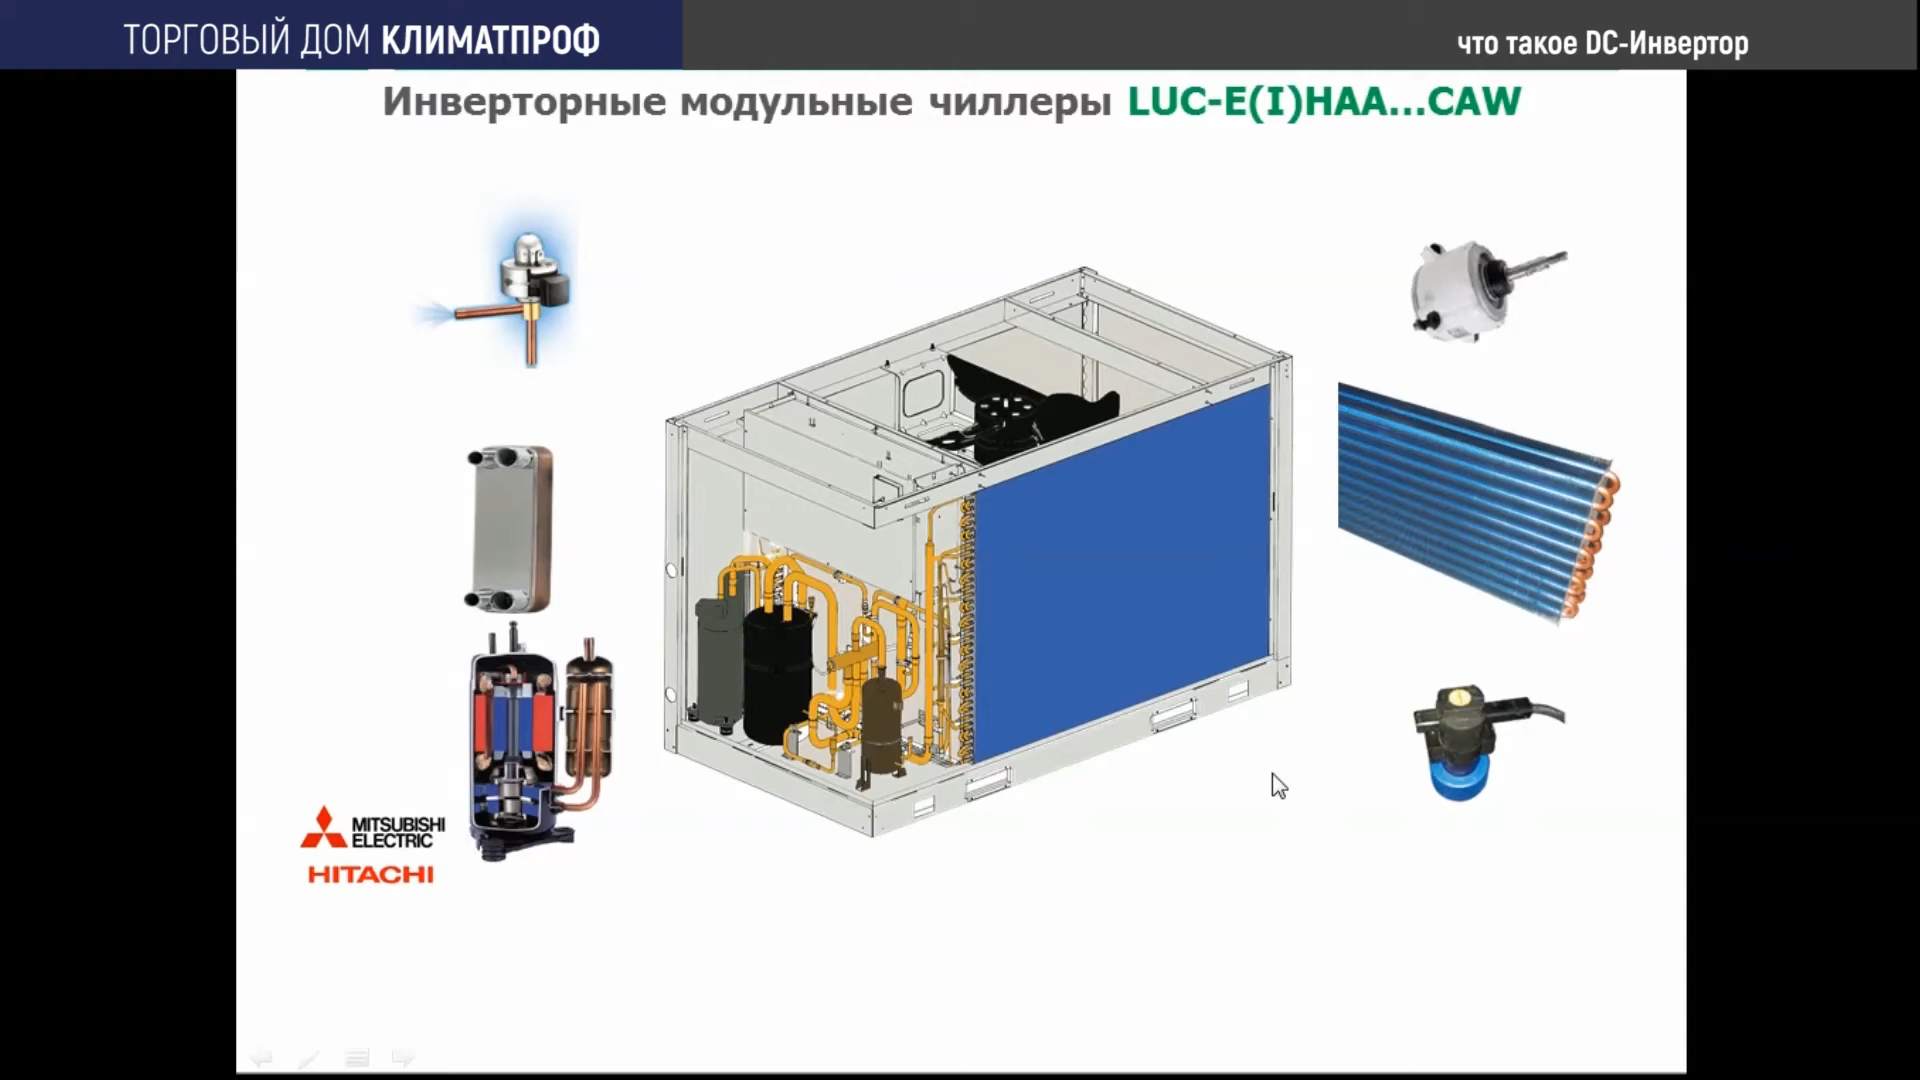 ТОРГОВЫЙ ДОМ КЛИМАТПРОФ
что такое DC-Инвертор
Инверторные модульные чиллеры LUC-E(I)HAA...CAW
MITSUBISHI
ELECTRIC
HITACHI